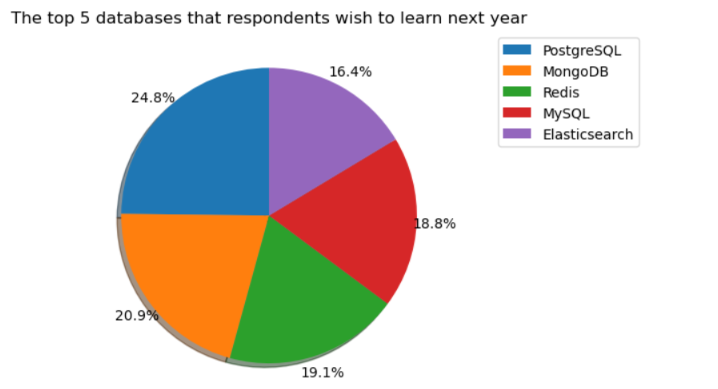 The top 5 databases that respondents wish to learn next year
PostgreSQL
MongoDB
Redis
MySQL
Elasticsearch
16.4%
24.8%
18.8%
20.9%
19.1%